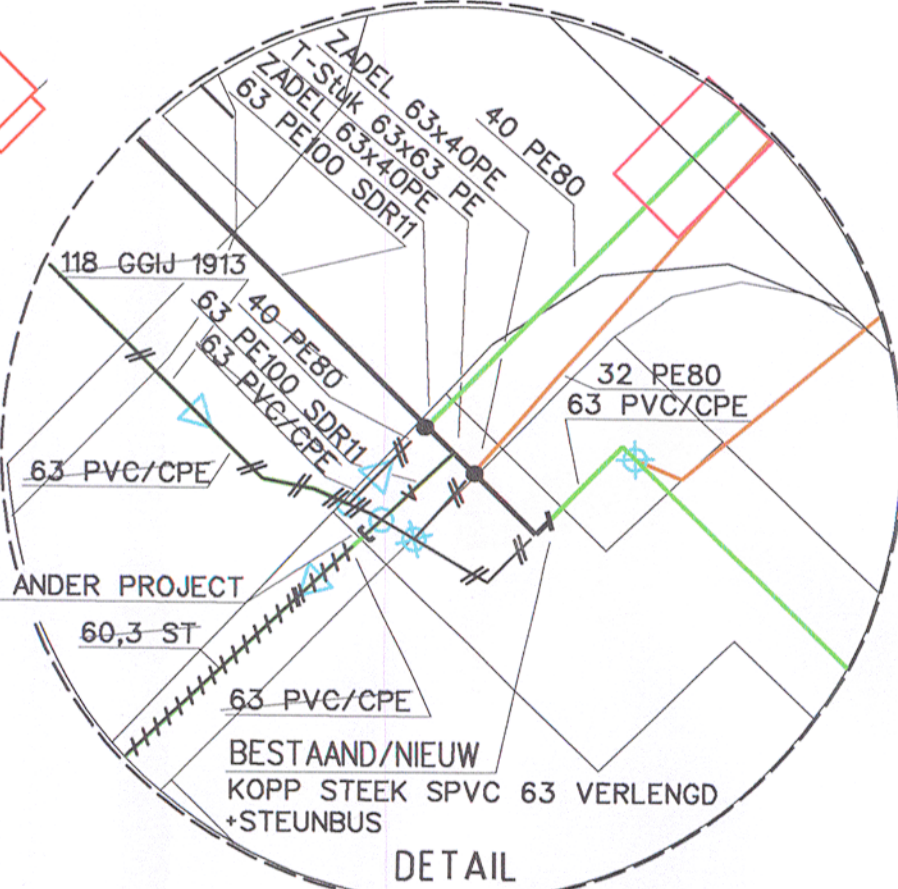 ZADEL 63x40PE
T-Stuk 63x63 PE
ZADEL 63x40PE
63 PE100 SDR11
40 PE80
118 GGIJ 1913
40 PE80
63 PE100 SDR11
63 PVC/CPE
32 PE80
63 PVC/CPE
63 PVC/CPE
ANDER PROJECT
60,3 ST
63 PVC/CPE
BESTAAND/NIEUW
KOPP STEEK SPVC 63 VERLENGD
+STEUNBUS
DETAIL